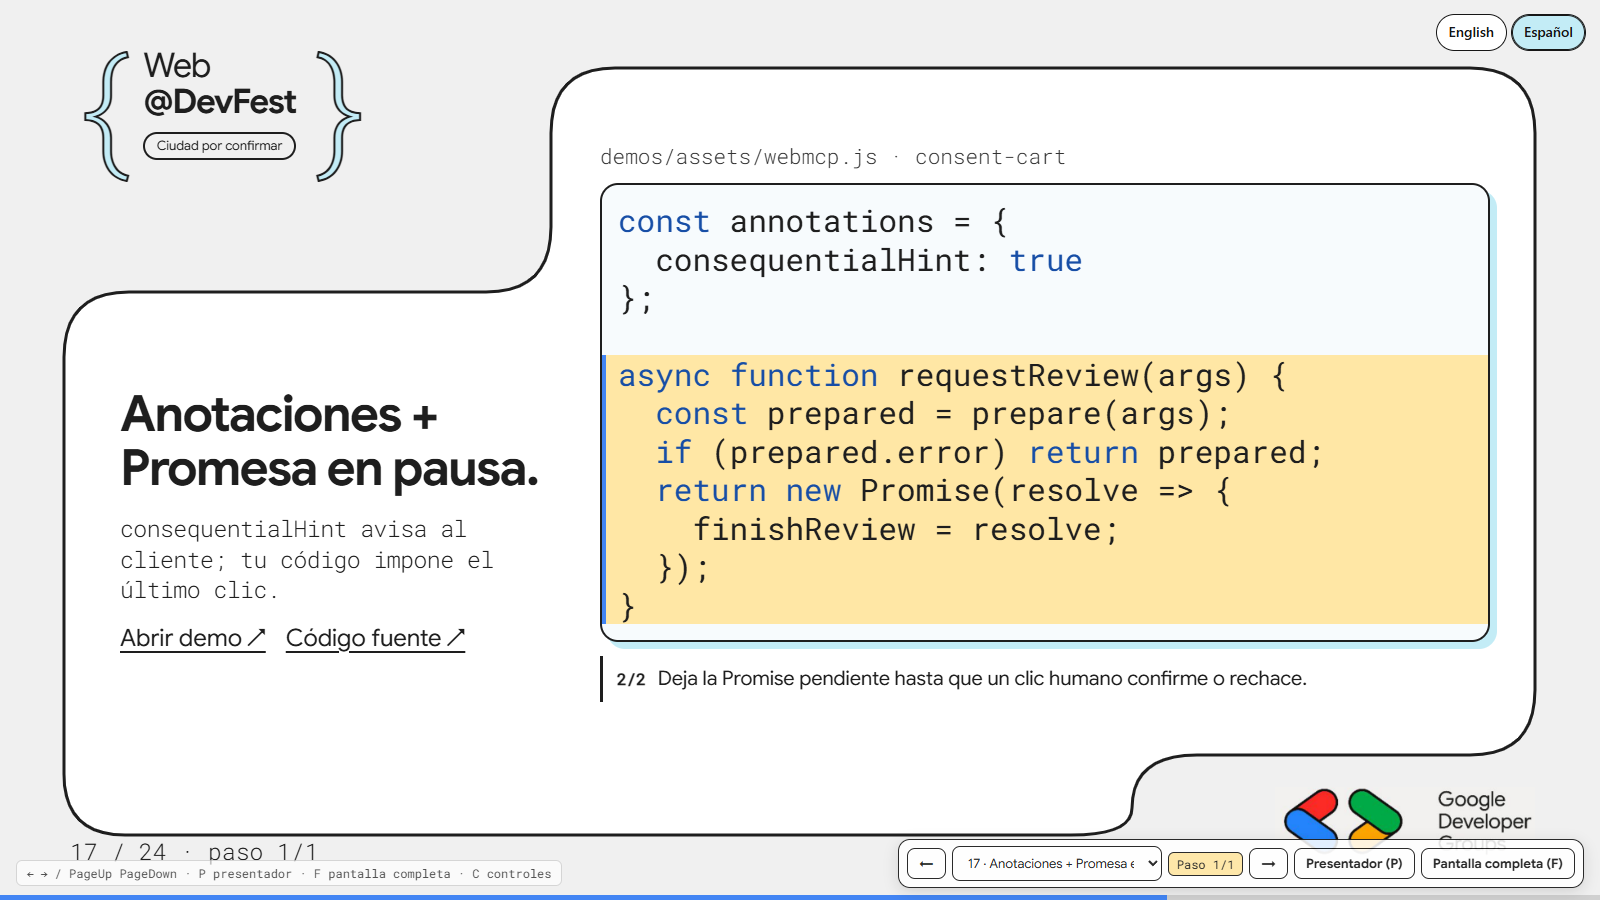 English
Español
Web
@DevFest
Ciudad por confirmar
demos/assets/webmcp.js · consent-cart
const annotations = {
  consequentialHint: true
};
async function requestReview(args) {
  const prepared = prepare(args);
  if (prepared.error) return prepared;
  return new Promise(resolve => {
    finishReview = resolve;
  });
}
Anotaciones +
Promesa en pausa.
consequentialHint avisa al
cliente; tu código impone el
último clic.
Abrir demo ↗ Código fuente ↗
2/2 Deja la Promise pendiente hasta que un clic humano confirme o rechace.
Google
Developer
Groups
17 / 24 · paso 1/1
← → / PageUp PageDown · P presentador · F pantalla completa · C controles
← 17 · Anotaciones + Promesa e Paso 1/1 → Presentador (P) Pantalla completa (F)